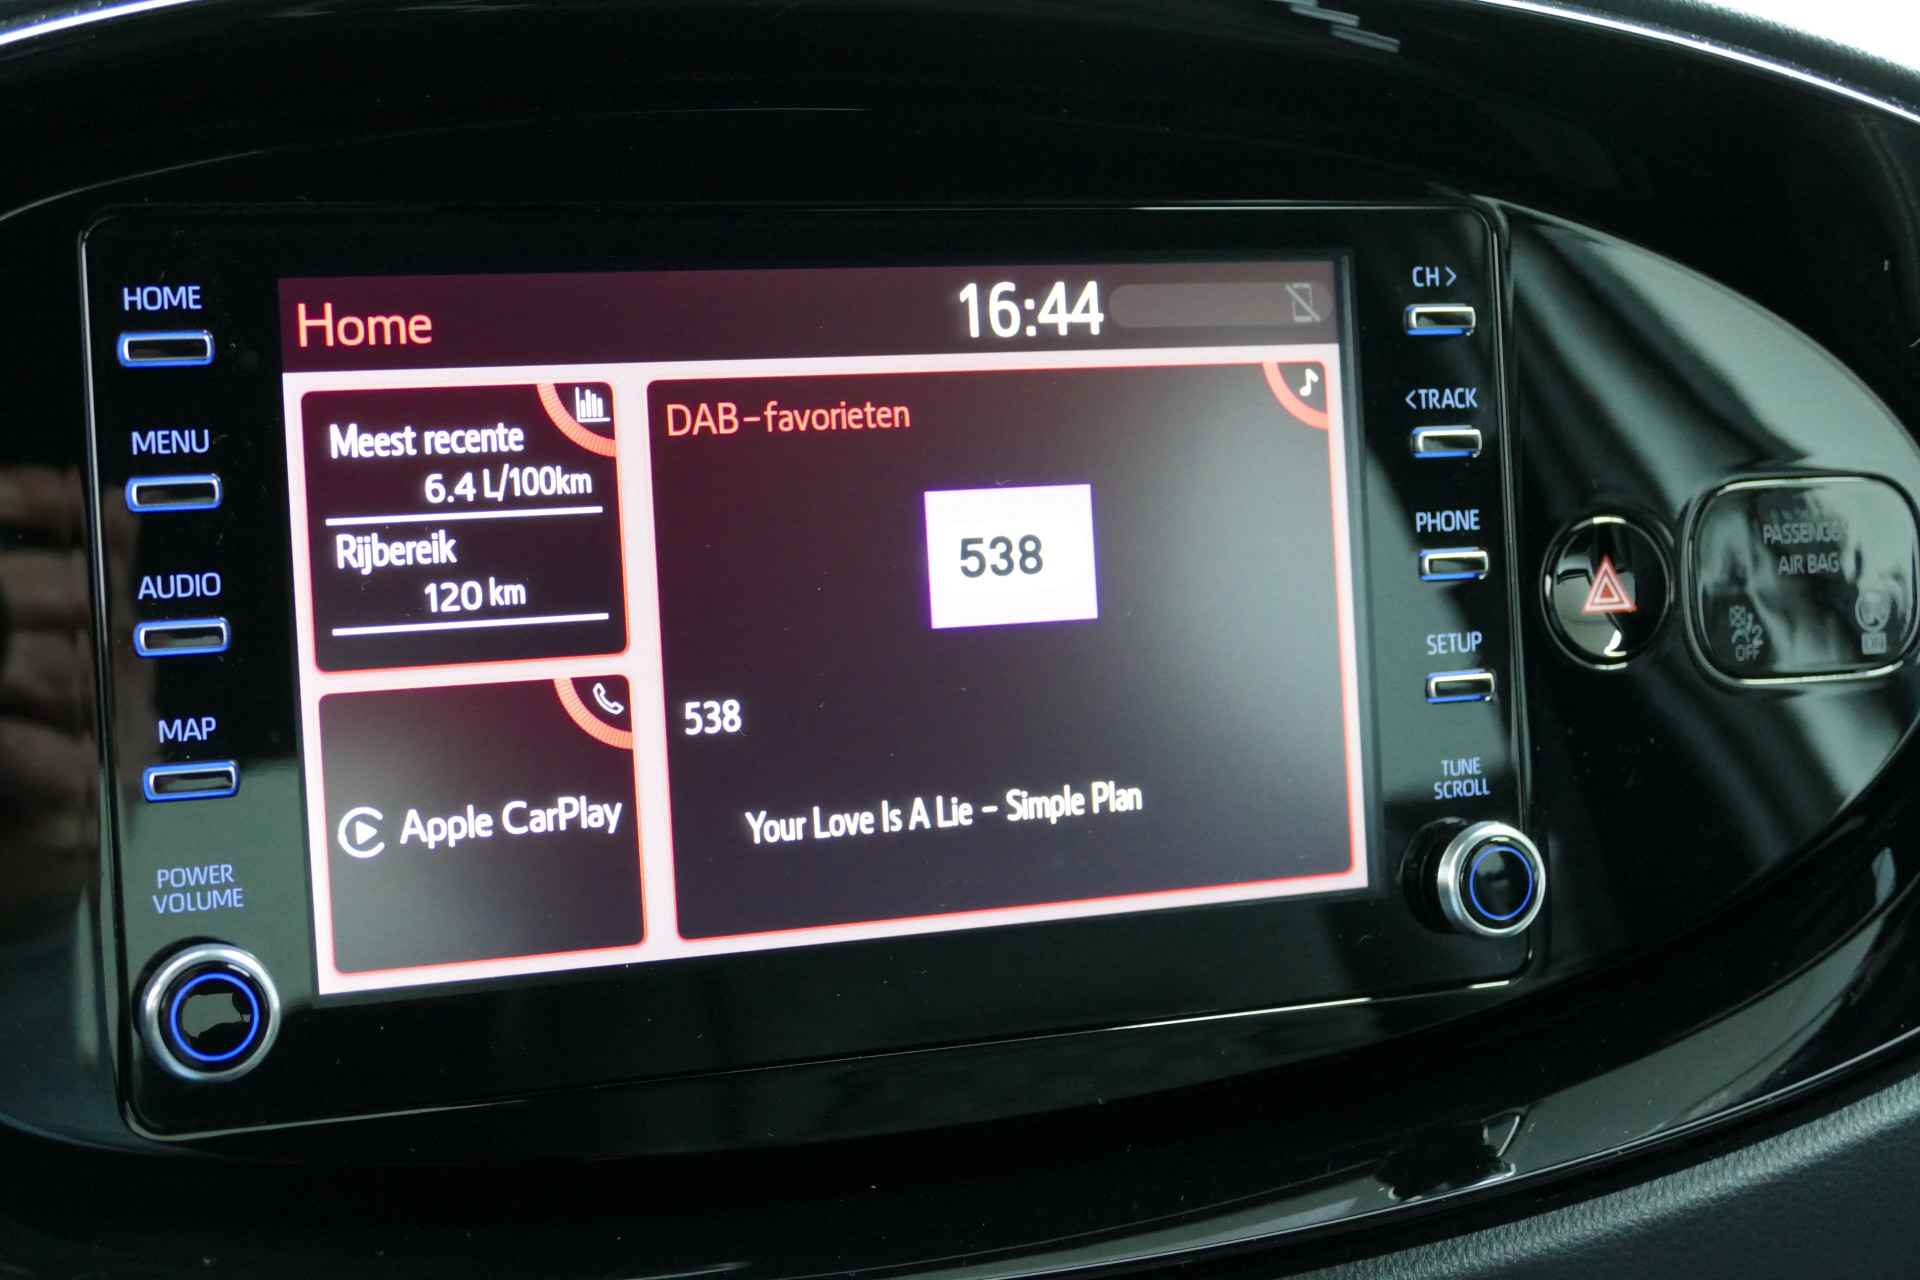 HOME
MENU
AUDIO
MAP
POWER
VOLUME
Home
16:44
Meest recente
6.4 L/100km
Rijbereik
120 km
Apple CarPlay
DAB-favorieten
538
538
Your Love Is A Lie - Simple Plan
CH >
<TRACK
PHONE
SETUP
TUNE
SCROLL
AIR BAG
2
OFF